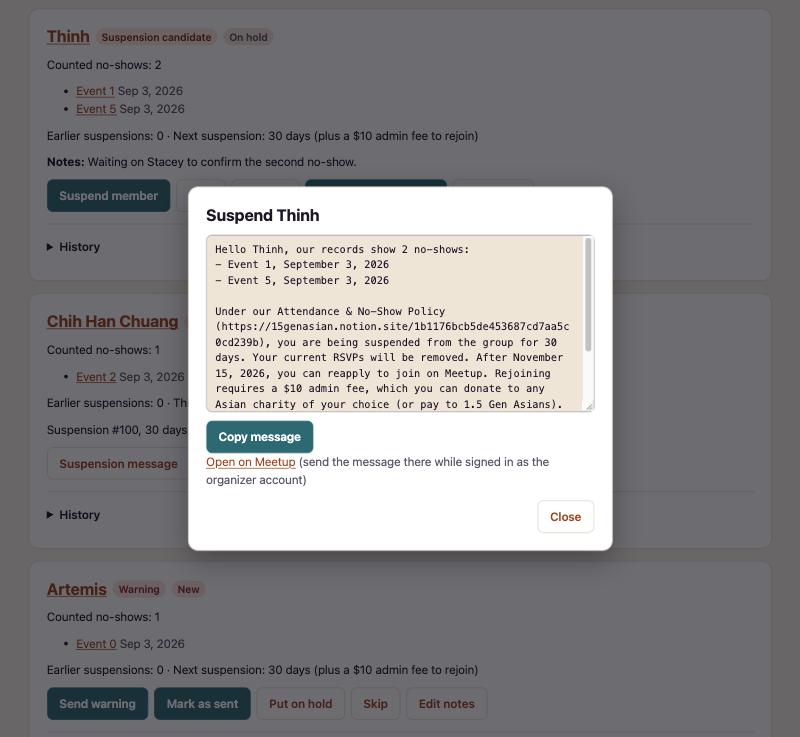 Thinh Suspension candidate On hold
Counted no-shows: 2
• Event 1 Sep 3, 2026
• Event 5 Sep 3, 2026
Earlier suspensions: 0 · Next suspension: 30 days (plus a $10 admin fee to rejoin)
Notes: Waiting on Stacey to confirm the second no-show.
Suspend member
History
Suspend Thinh
Hello Thinh, our records show 2 no-shows:
– Event 1, September 3, 2026
– Event 5, September 3, 2026
Under our Attendance & No-Show Policy
(https://15genasian.notion.site/1b1176bcb5de453687cd7aa5c
0cd239b), you are being suspended from the group for 30
days. Your current RSVPs will be removed. After November
15, 2026, you can reapply to join on Meetup. Rejoining
requires a $10 admin fee, which you can donate to any
Asian charity of your choice (or pay to 1.5 Gen Asians).
Copy message
Open on Meetup (send the message there while signed in as the
organizer account)
Close
Chih Han Chuang
Counted no-shows: 1
• Event 2 Sep 3, 2026
Earlier suspensions: 0 · Th
Suspension #100, 30 days
Suspension message
History
Artemis Warning New
Counted no-shows: 1
• Event 0 Sep 3, 2026
Earlier suspensions: 0 · Next suspension: 30 days (plus a $10 admin fee to rejoin)
Send warning Mark as sent Put on hold Skip Edit notes